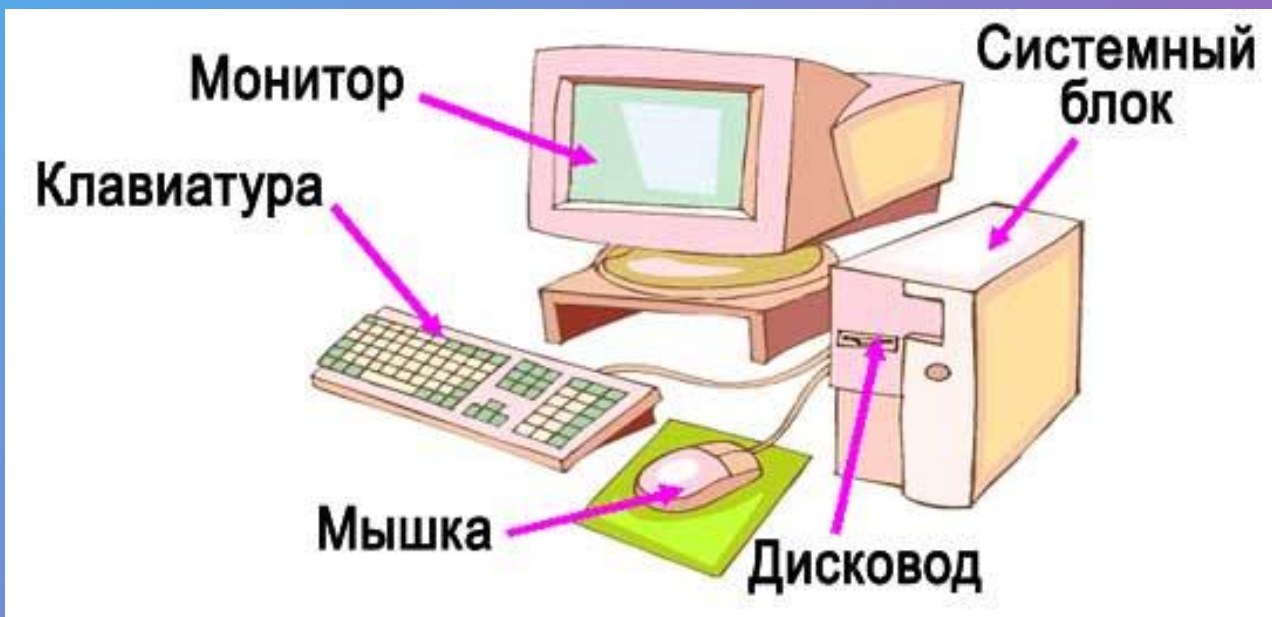 Монитор
Системный
блок
Клавиатура
Мышка
Дисковод